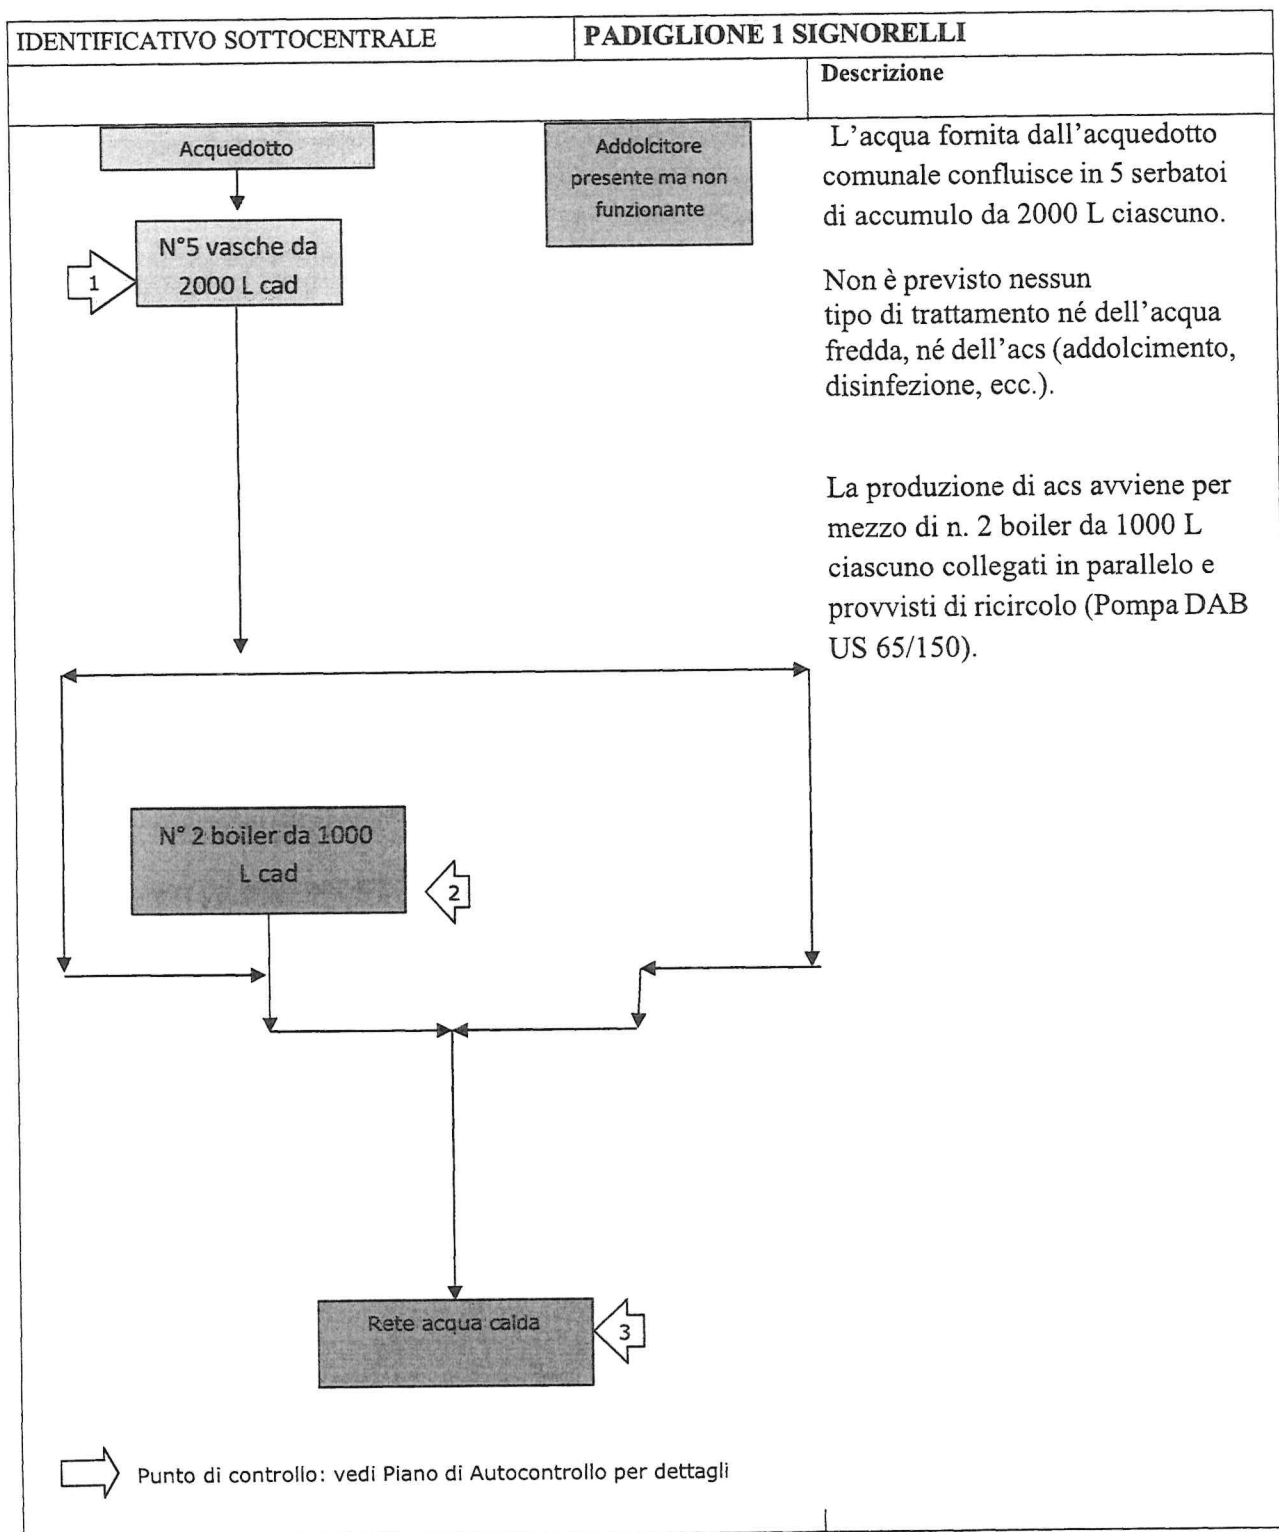 IDENTIFICATIVO SOTTOCENTRALE
PADIGLIONE 1 SIGNORELLI
Descrizione
Acquedotto
Addolcitore
presente ma non
funzionante
N°5 vasche da
2000 L cad
1
L'acqua fornita dall'acquedotto
comunale confluisce in 5 serbatoi
di accumulo da 2000 L ciascuno.
Non è previsto nessun
tipo di trattamento né dell'acqua
fredda, né dell'acs (addolcimento,
disinfezione, ecc.).
La produzione di acs avviene per
mezzo di n. 2 boiler da 1000 L
ciascuno collegati in parallelo e
provvisti di ricircolo (Pompa DAB
US 65/150).
N° 2 boiler da 1000
L cad
2
Rete acqua calda
3
Punto di controllo: vedi Piano di Autocontrollo per dettagli